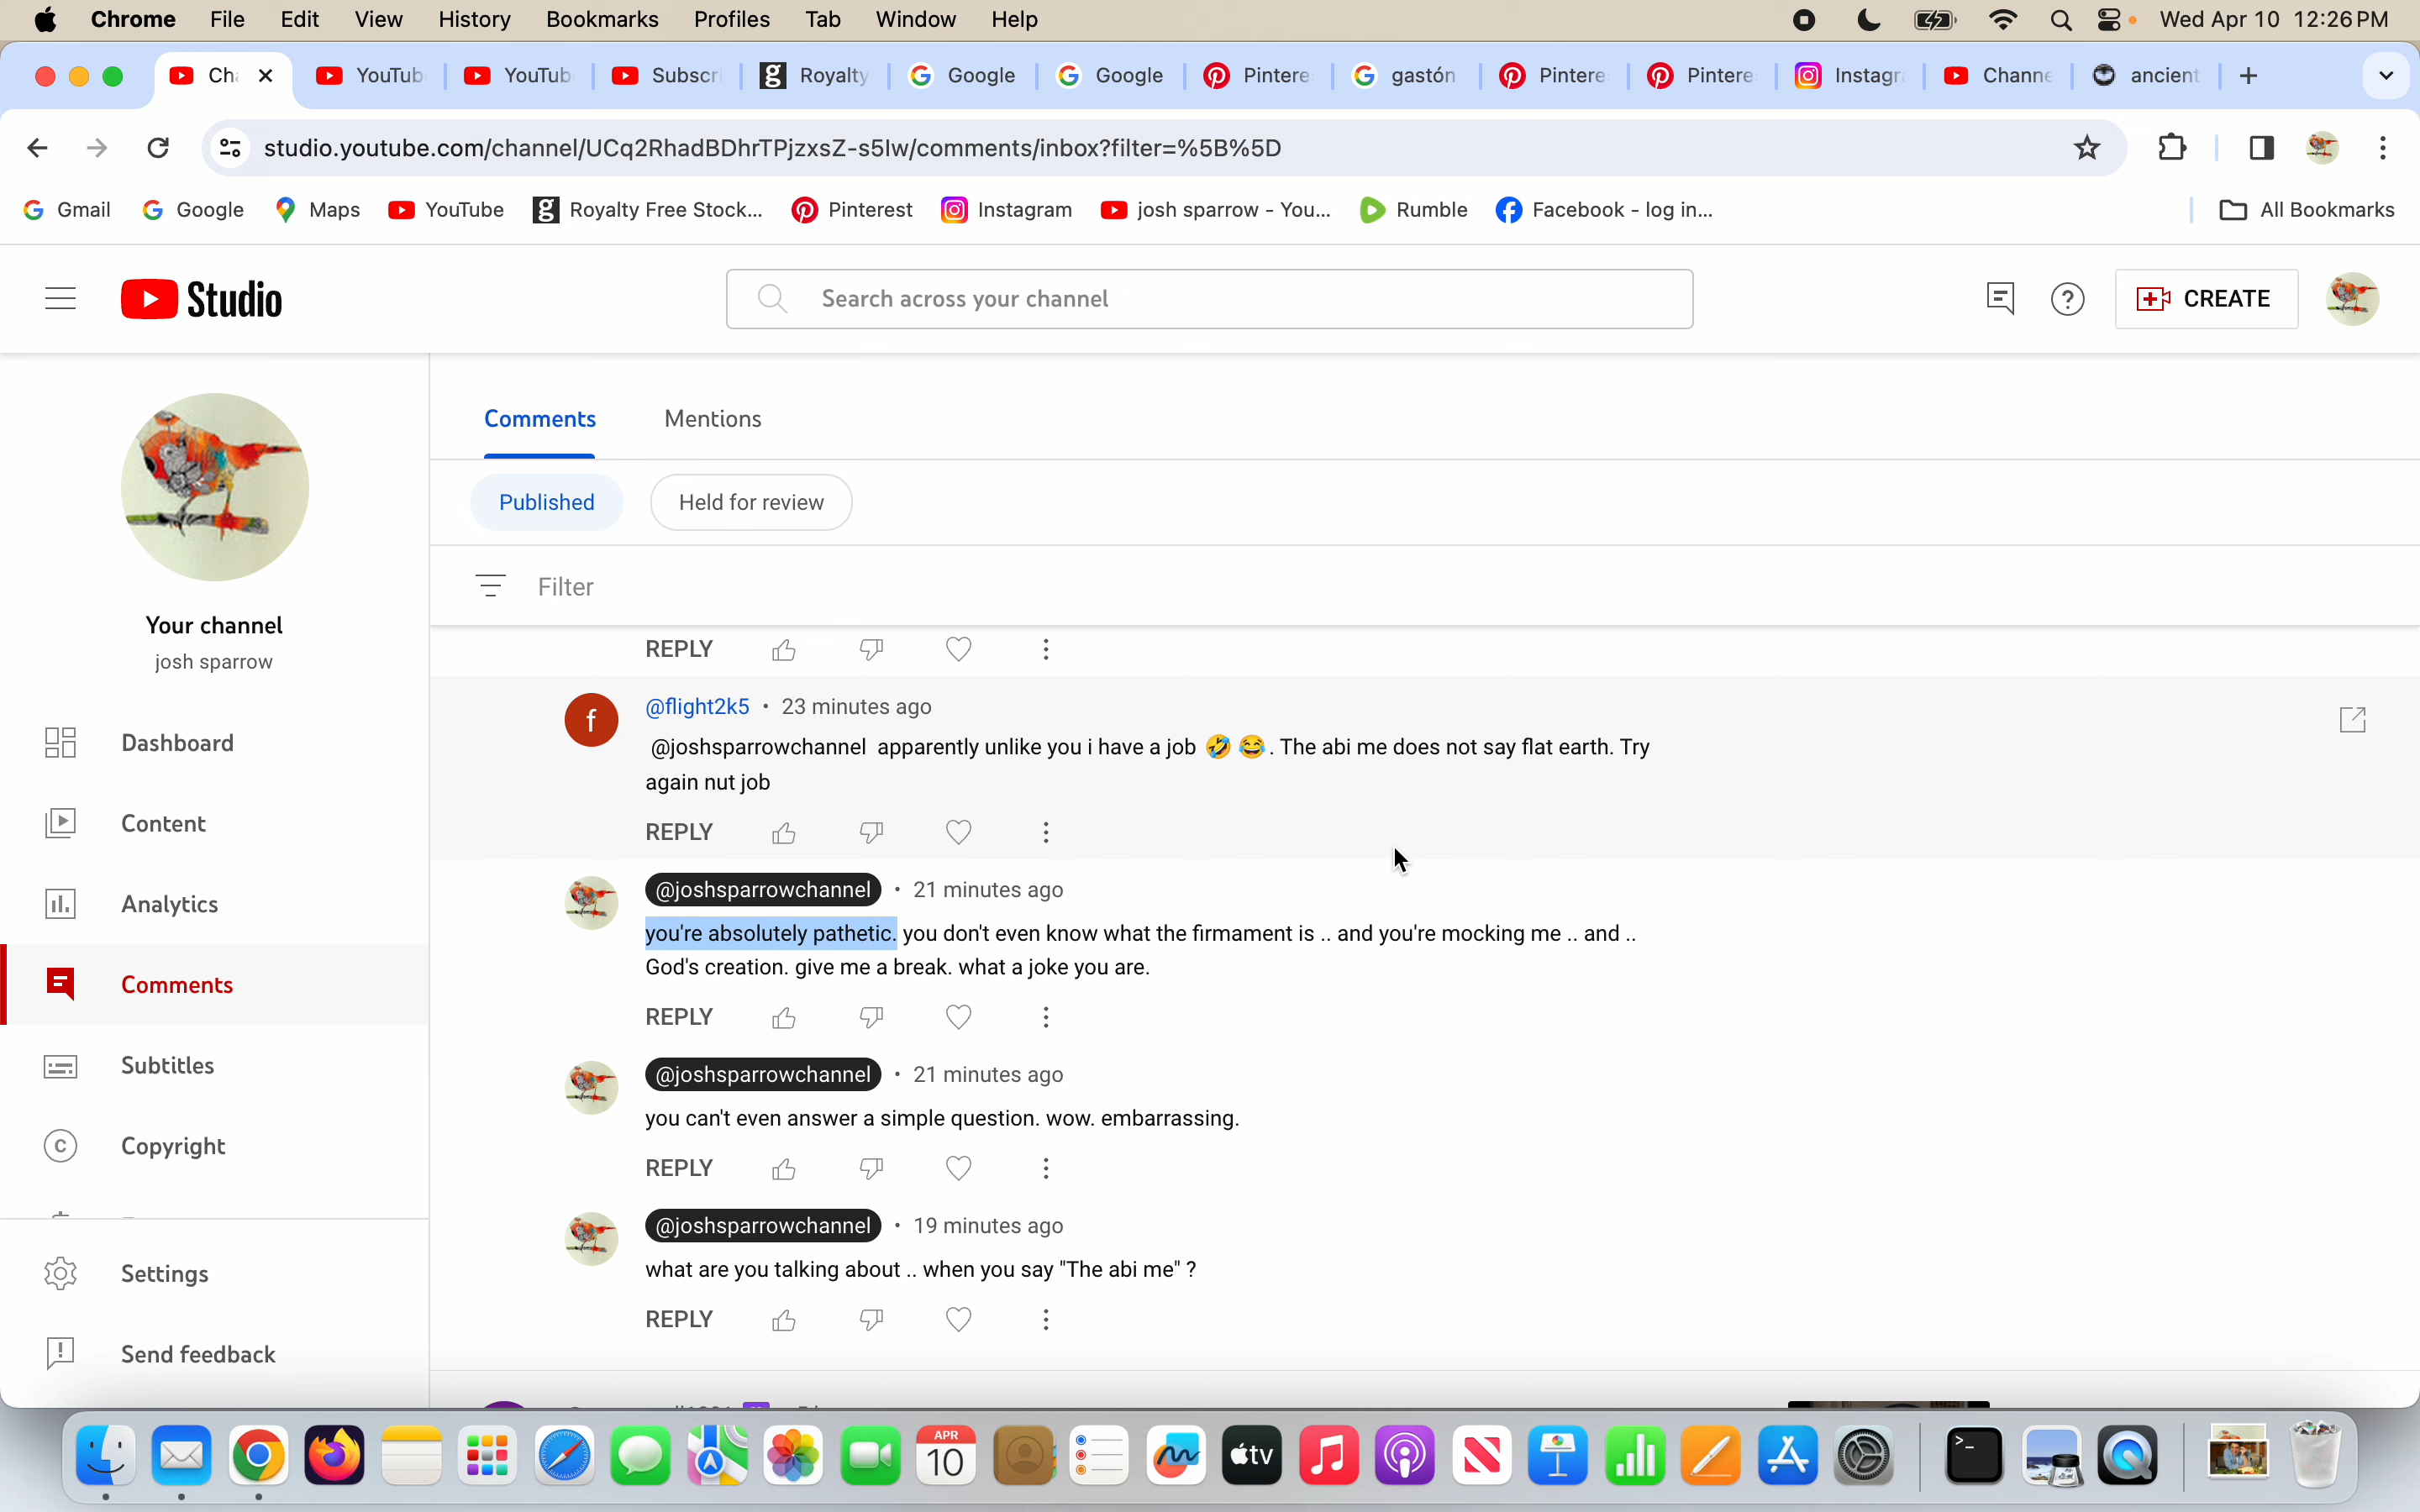 Chrome File Edit View History Bookmarks Profiles Tab Window Help Wed Apr 10 12:26 PM
Cha YouTub YouTub Subscri Royalty Google Google Pintere gastón Pintere Pintere Instagra Channe ancient
studio.youtube.com/channel/UCq2RhadBDhrTPjzxsZ-s5Iw/comments/inbox?filter=%5B%5D
Gmail Google Maps YouTube Royalty Free Stock... Pinterest Instagram josh sparrow - You... Rumble Facebook - log in... All Bookmarks
Studio Search across your channel CREATE
Comments Mentions
Published Held for review
Filter
Your channel
josh sparrow
Dashboard
Content
Analytics
Comments
Subtitles
Copyright
Settings
Send feedback
REPLY
f @flight2k5 • 23 minutes ago
@joshsparrowchannel apparently unlike you i have a job 🤣 😂. The abi me does not say flat earth. Try
again nut job
REPLY
@joshsparrowchannel • 21 minutes ago
you're absolutely pathetic. you don't even know what the firmament is .. and you're mocking me .. and ..
God's creation. give me a break. what a joke you are.
REPLY
@joshsparrowchannel • 21 minutes ago
you can't even answer a simple question. wow. embarrassing.
REPLY
@joshsparrowchannel • 19 minutes ago
what are you talking about .. when you say "The abi me" ?
REPLY
APR
10
tv